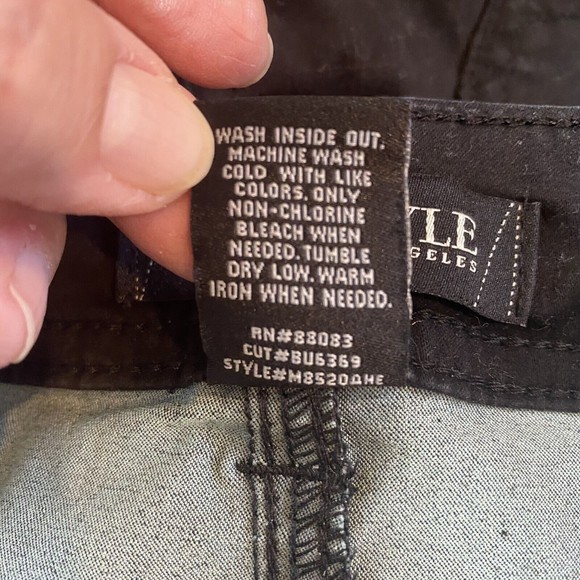 WASH INSIDE OUT.
MACHINE WASH
COLD WITH LIKE
COLORS. ONLY
NON-CHLORINE
BLEACH WHEN
NEEDED. TUMBLE
DRY LOW. WARM
IRON WHEN NEEDED.
RN#88083
CUT#BU6369
STYLE#M8520AHE
YLE
GELES